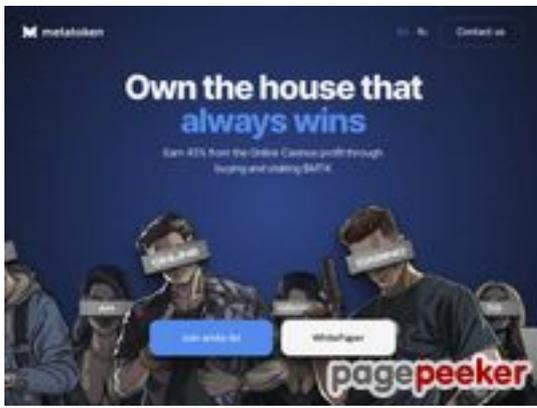 metatoken
Contact us
Own the house that
always wins
Earn 45% from the Online Casinos profit through
buying and staking $MTK
Join white list
WhitePaper
pagepeeker